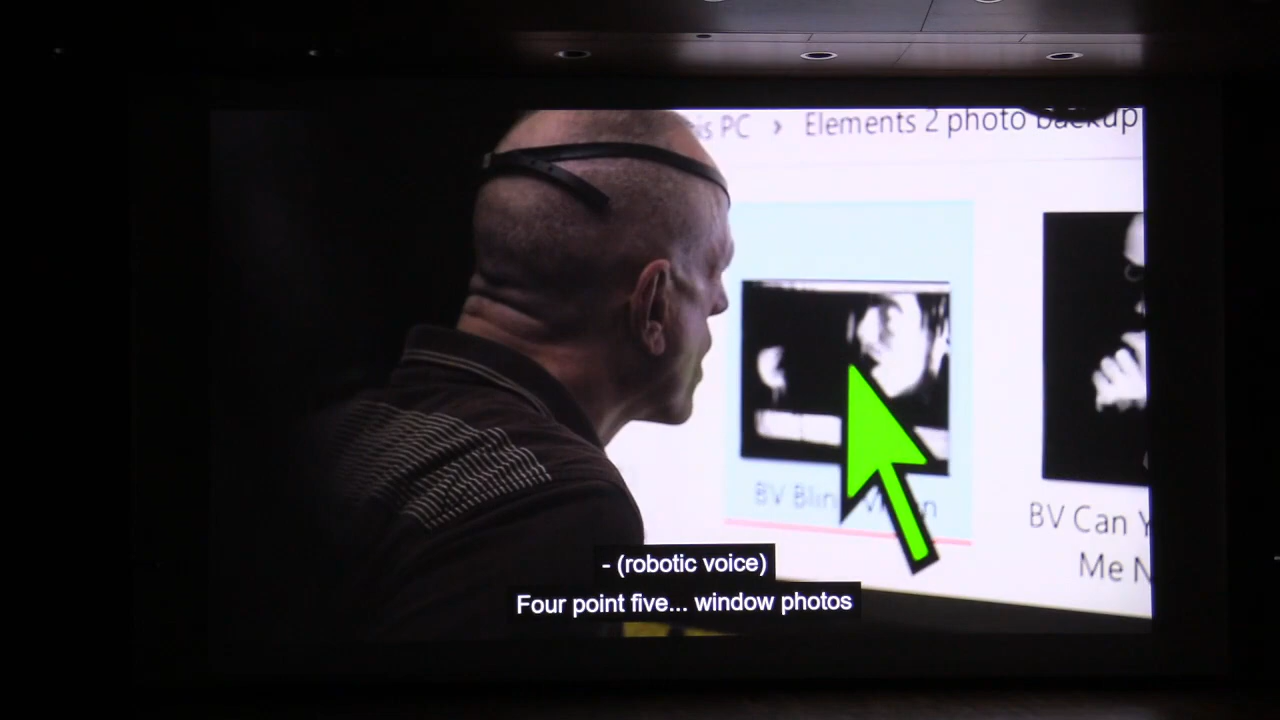 is PC › Elements 2 photo backup
BV Blin
BV Can Y
Me N
- (robotic voice)
Four point five... window photos